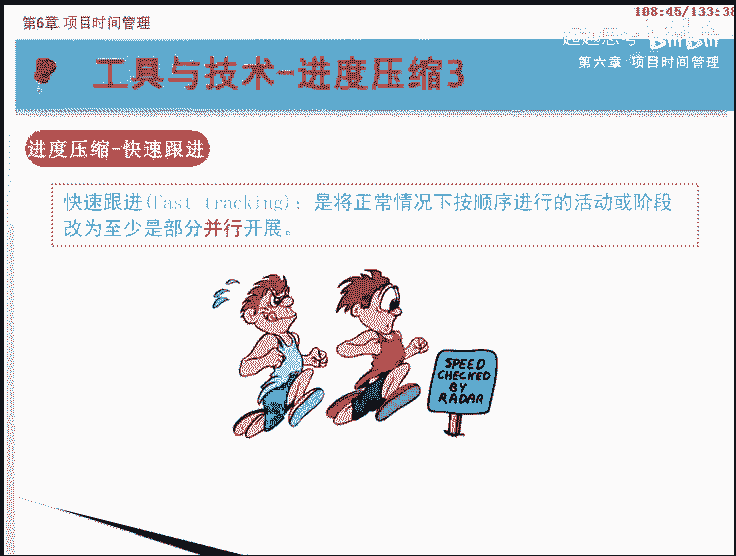 第6章 项目时间管理
108:45/133:38
bilibili
工具与技术-进度压缩3
第六章 项目时间管理
进度压缩-快速跟进
快速跟进(fast tracking)：是将正常情况下按顺序进行的活动或阶段
改为至少是部分并行开展。
SPEED
CHECKED
BY
RADAR